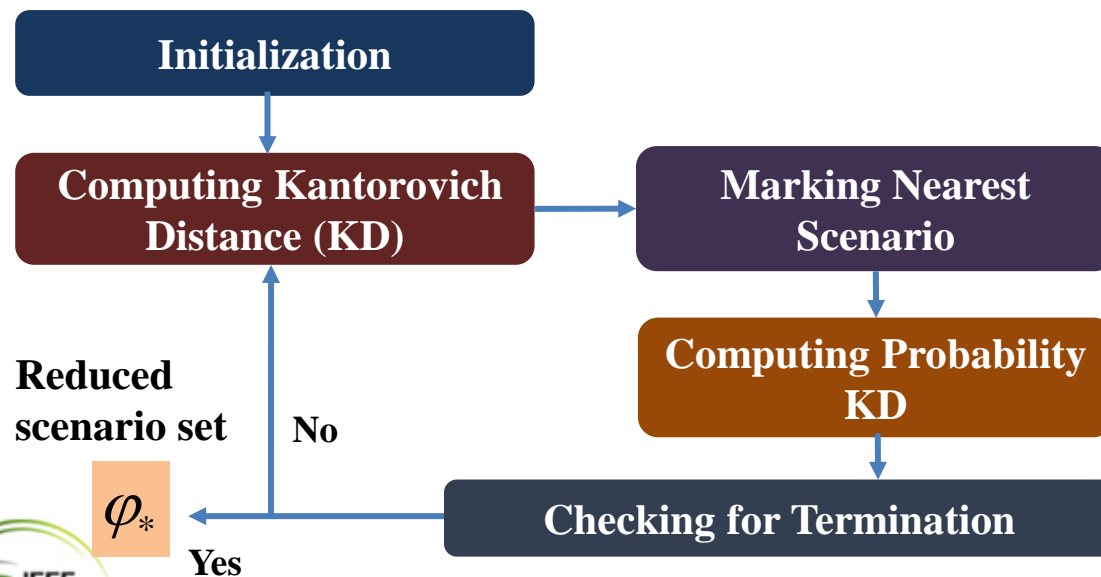 Initialization
Computing Kantorovich
Distance (KD)
Marking Nearest
Scenario
Computing Probability
KD
Checking for Termination
No
Yes
Reduced
scenario set
φ*